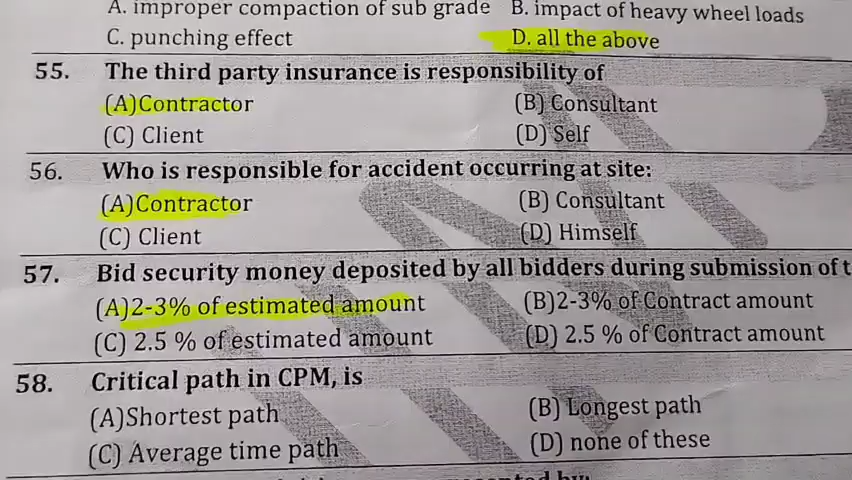 A. improper compaction of sub grade B. impact of heavy wheel loads
C. punching effect D. all the above
55. The third party insurance is responsibility of
(A)Contractor (B) Consultant
(C) Client (D) Self
56. Who is responsible for accident occurring at site:
(A)Contractor (B) Consultant
(C) Client (D) Himself
57. Bid security money deposited by all bidders during submission of t
(A)2-3% of estimated amount (B)2-3% of Contract amount
(C) 2.5 % of estimated amount (D) 2.5 % of Contract amount
58. Critical path in CPM, is
(A)Shortest path (B) Longest path
(C) Average time path (D) none of these